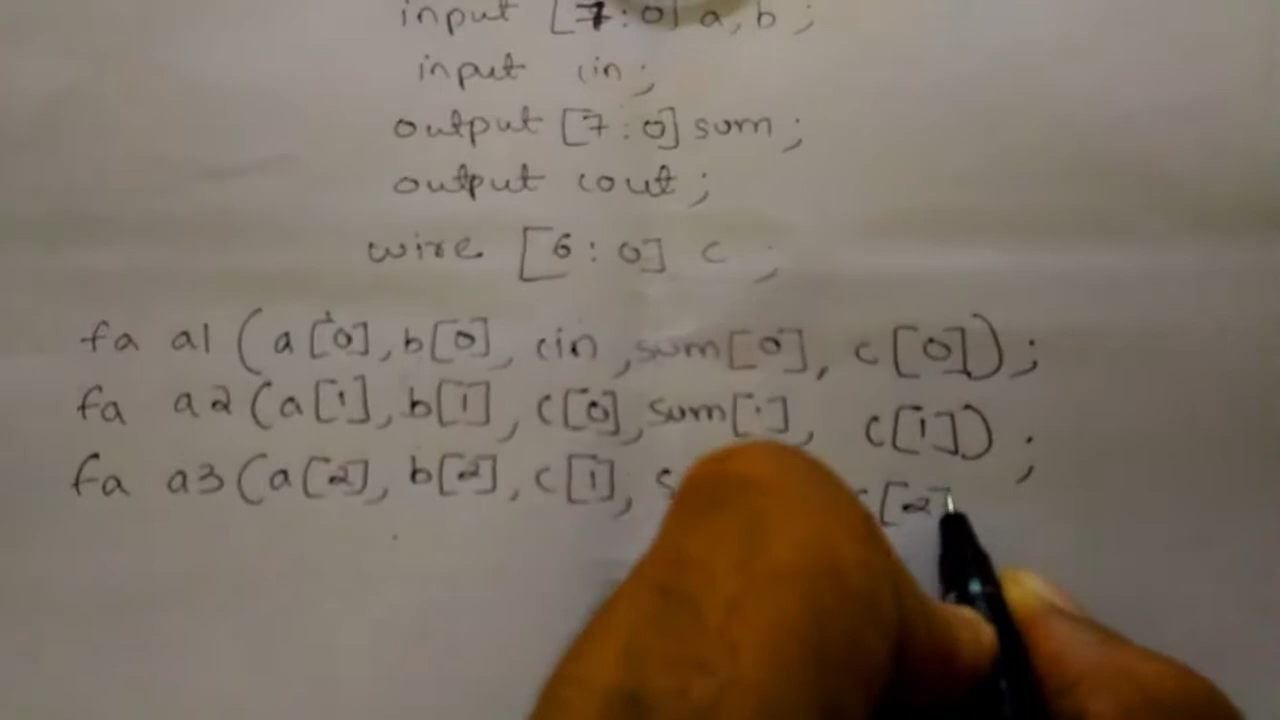 input [7:0] a, b ;
input cin ;
output [7:0] sum ;
output cout ;
wire [6:0] c ;
fa a1 (a[0], b[0], cin , sum[0], c[0]) ;
fa a2 (a[1], b[1], c[0], sum[1], c[1]) ;
fa a3 (a[2], b[2], c[1], [2]